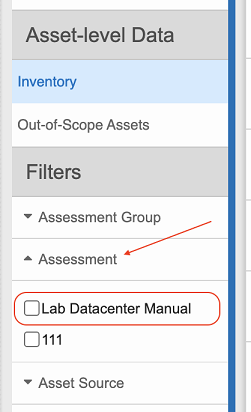 Asset-level Data
Inventory
Out-of-Scope Assets
Filters
Assessment Group
Assessment
Lab Datacenter Manual
111
Asset Source